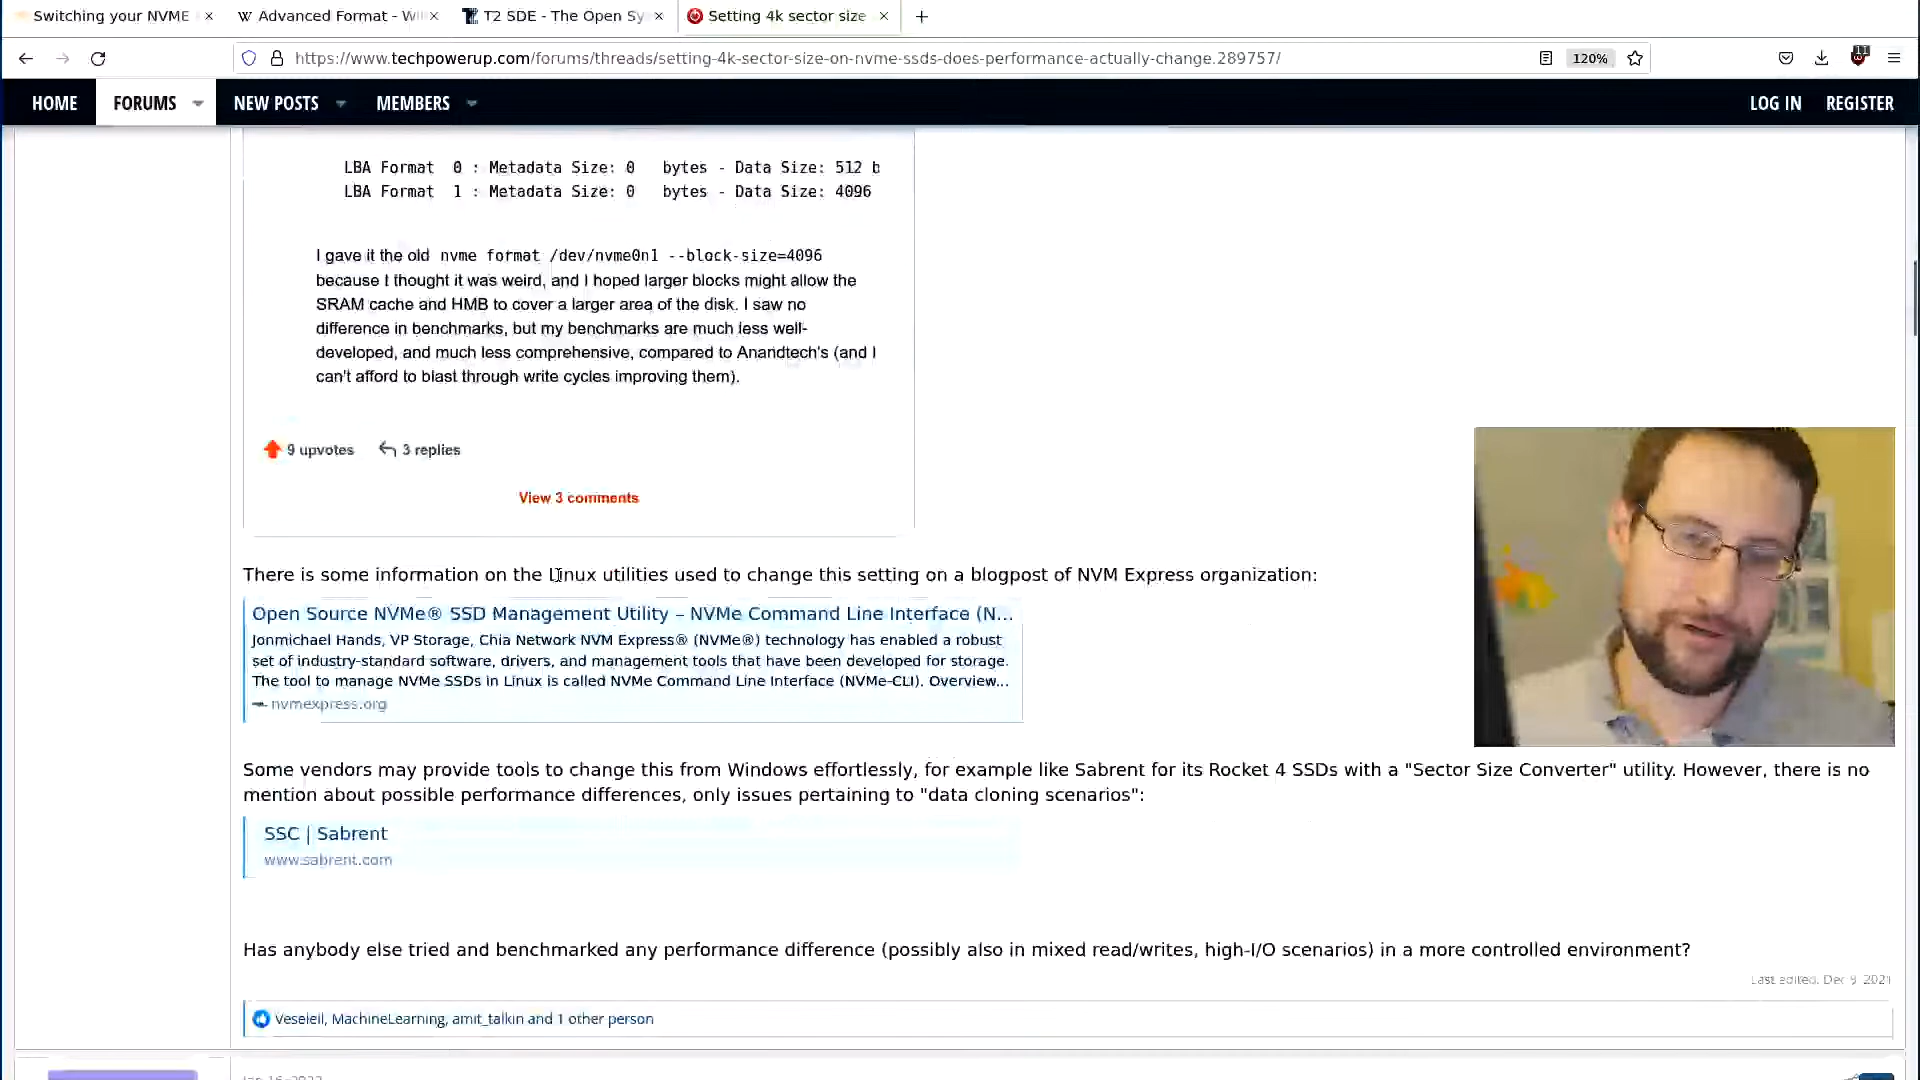 Switching your NVME
Advanced Format - Wi
T2 SDE - The Open Sy
Setting 4k sector size
https://www.techpowerup.com/forums/threads/setting-4k-sector-size-on-nvme-ssds-does-performance-actually-change.289757/
120%
11
HOME
FORUMS
NEW POSTS
MEMBERS
LOG IN
REGISTER
LBA Format 0 : Metadata Size: 0 bytes - Data Size: 512 b
LBA Format 1 : Metadata Size: 0 bytes - Data Size: 4096
I gave it the old nvme format /dev/nvme0n1 --block-size=4096
because I thought it was weird, and I hoped larger blocks might allow the
SRAM cache and HMB to cover a larger area of the disk. I saw no
difference in benchmarks, but my benchmarks are much less well-
developed, and much less comprehensive, compared to Anandtech's (and I
can't afford to blast through write cycles improving them).
9 upvotes
3 replies
View 3 comments
There is some information on the Linux utilities used to change this setting on a blogpost of NVM Express organization:
Open Source NVMe® SSD Management Utility – NVMe Command Line Interface (N...
Jonmichael Hands, VP Storage, Chia Network NVM Express® (NVMe®) technology has enabled a robust
set of industry-standard software, drivers, and management tools that have been developed for storage.
The tool to manage NVMe SSDs in Linux is called NVMe Command Line Interface (NVMe-CLI). Overview...
nvmexpress.org
Some vendors may provide tools to change this from Windows effortlessly, for example like Sabrent for its Rocket 4 SSDs with a "Sector Size Converter" utility. However, there is no
mention about possible performance differences, only issues pertaining to "data cloning scenarios":
SSC | Sabrent
www.sabrent.com
Has anybody else tried and benchmarked any performance difference (possibly also in mixed read/writes, high-I/O scenarios) in a more controlled environment?
Last edited: Dec 9, 2021
Veseleil, MachineLearning, amit_talkin and 1 other person